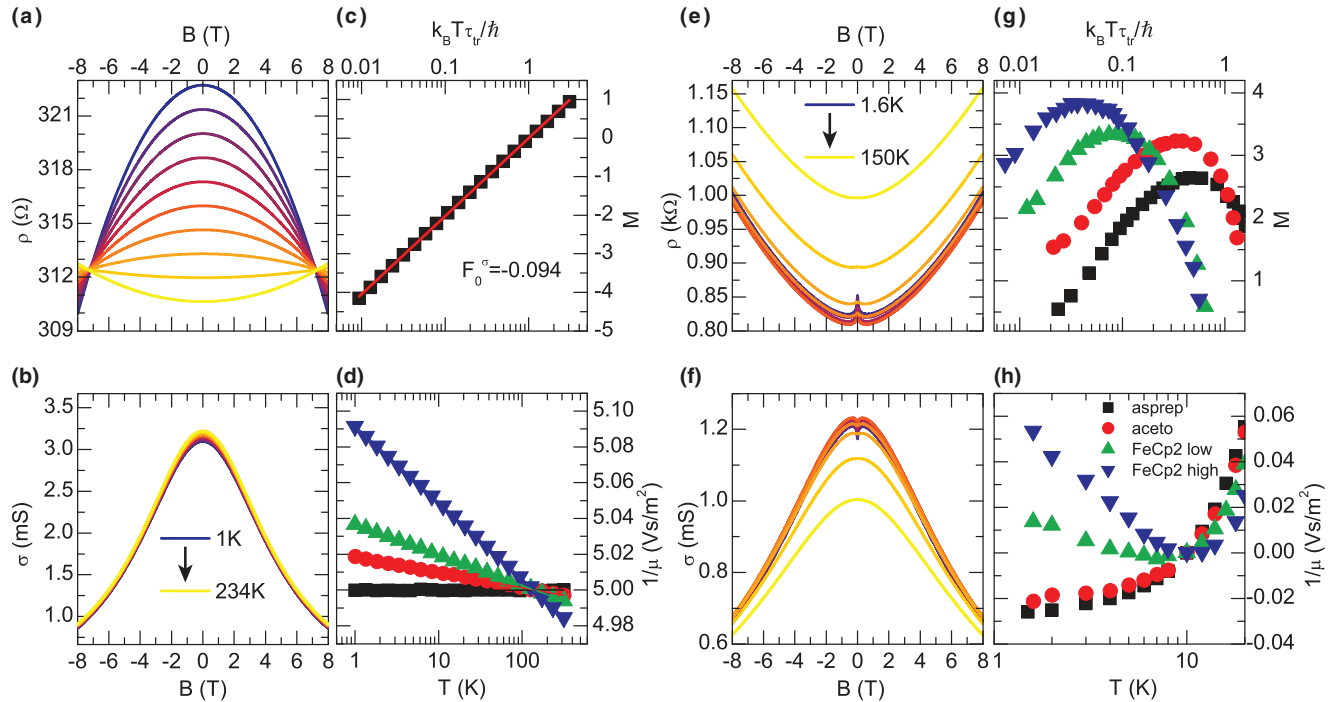 (a)
B (T)
-8 -6 -4 -2 0 2 4 6 8
321
318
315
312
309
ρ (Ω)
(c)
k_B T τ_tr/ħ
0.01 0.1 1
1
0
-1
-2
-3
-4
-5
M
F_0^σ=-0.094
(e)
B (T)
-8 -6 -4 -2 0 2 4 6 8
1.15
1.10
1.05
1.00
0.95
0.90
0.85
0.80
ρ (kΩ)
1.6K
150K
(g)
k_B T τ_tr/ħ
0.01 0.1 1
4
3
2
1
M
(b)
3.5
3.0
2.5
2.0
1.5
1.0
σ (mS)
1K
234K
-8 -6 -4 -2 0 2 4 6 8
B (T)
(d)
5.10
5.08
5.06
5.04
5.02
5.00
4.98
1/μ (Vs/m²)
1 10 100
T (K)
(f)
1.2
1.0
0.8
0.6
σ (mS)
-8 -6 -4 -2 0 2 4 6 8
B (T)
(h)
asprep
aceto
FeCp2 low
FeCp2 high
0.06
0.04
0.02
0.00
-0.02
-0.04
1/μ (Vs/m²)
1 10
T (K)